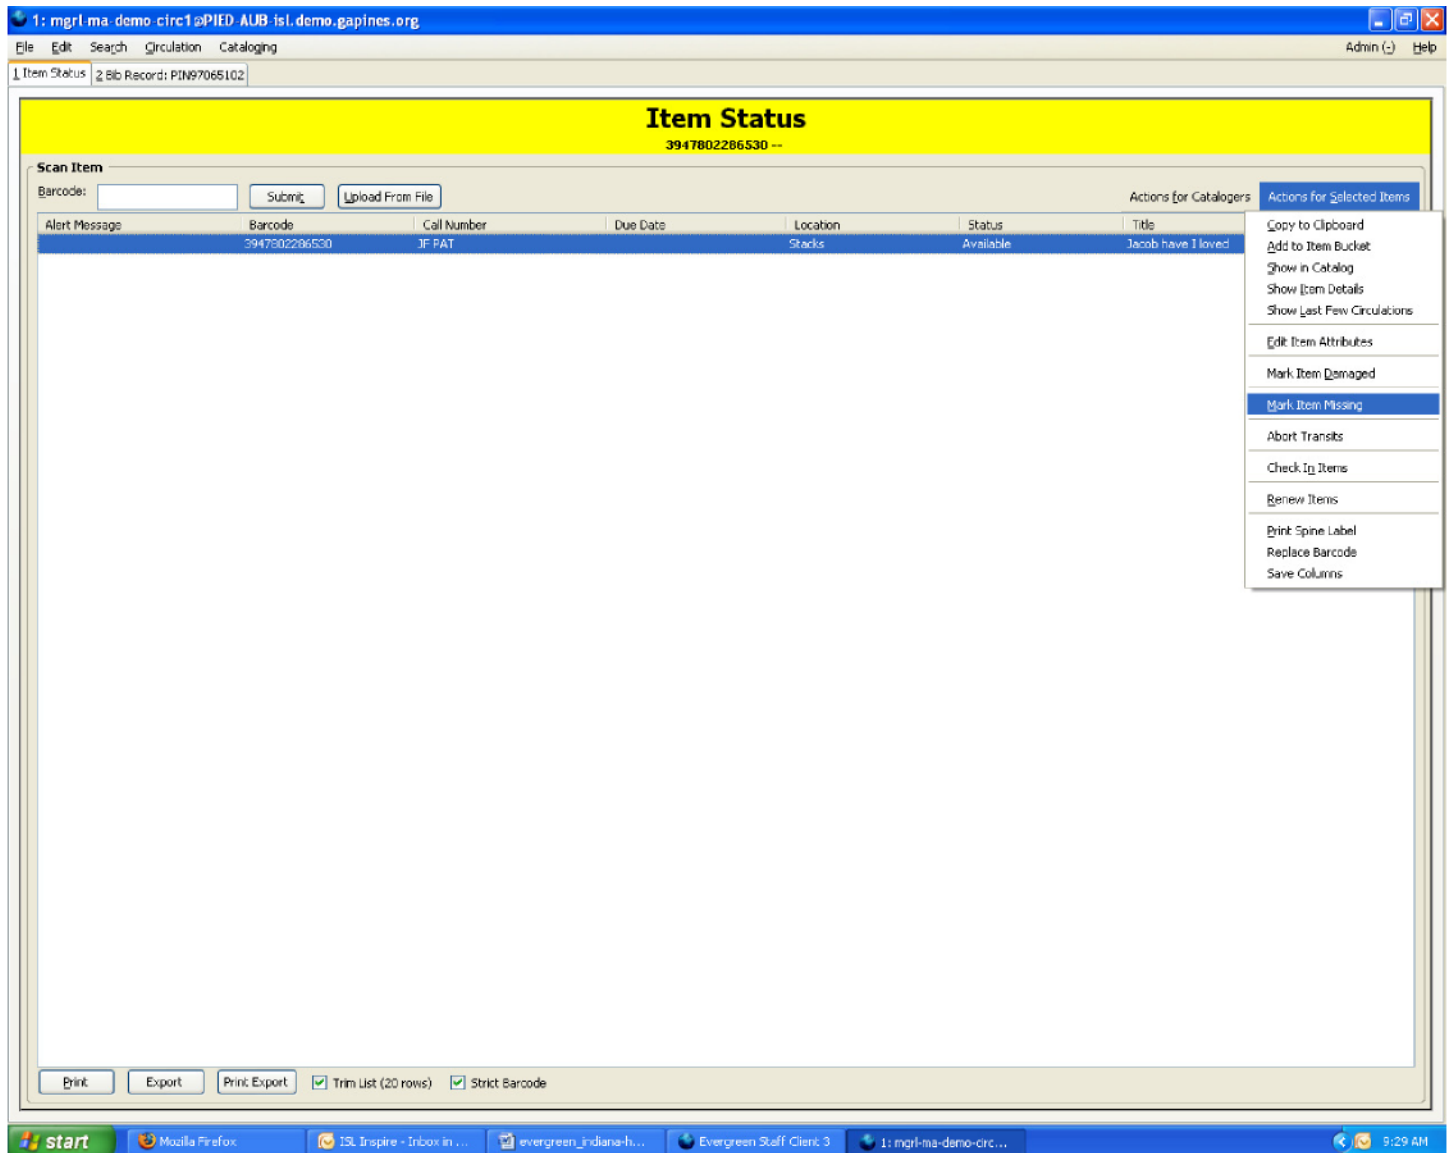 1: mgrl-ma-demo-circ1@PIED-AUB-isl.demo.gapines.org
File Edit Search Circulation Cataloging Admin (-) Help
1 Item Status 2 Bib Record: PIN97065102
Item Status
3947802286530 --
Scan Item
Barcode: Submit Upload From File Actions for Catalogers Actions for Selected Items
Alert Message Barcode Call Number Due Date Location Status Title
3947802286530 JF PAT Stacks Available Jacob have I loved
Copy to Clipboard
Add to Item Bucket
Show in Catalog
Show Item Details
Show Last Few Circulations
Edit Item Attributes
Mark Item Damaged
Mark Item Missing
Abort Transits
Check In Items
Renew Items
Print Spine Label
Replace Barcode
Save Columns
Print Export Print Export Trim List (20 rows) Strict Barcode
start Mozilla Firefox ISL Inspire - Inbox in ... evergreen_indiana-h... Evergreen Staff Client 3 1: mgrl-ma-demo-circ... 9:29 AM